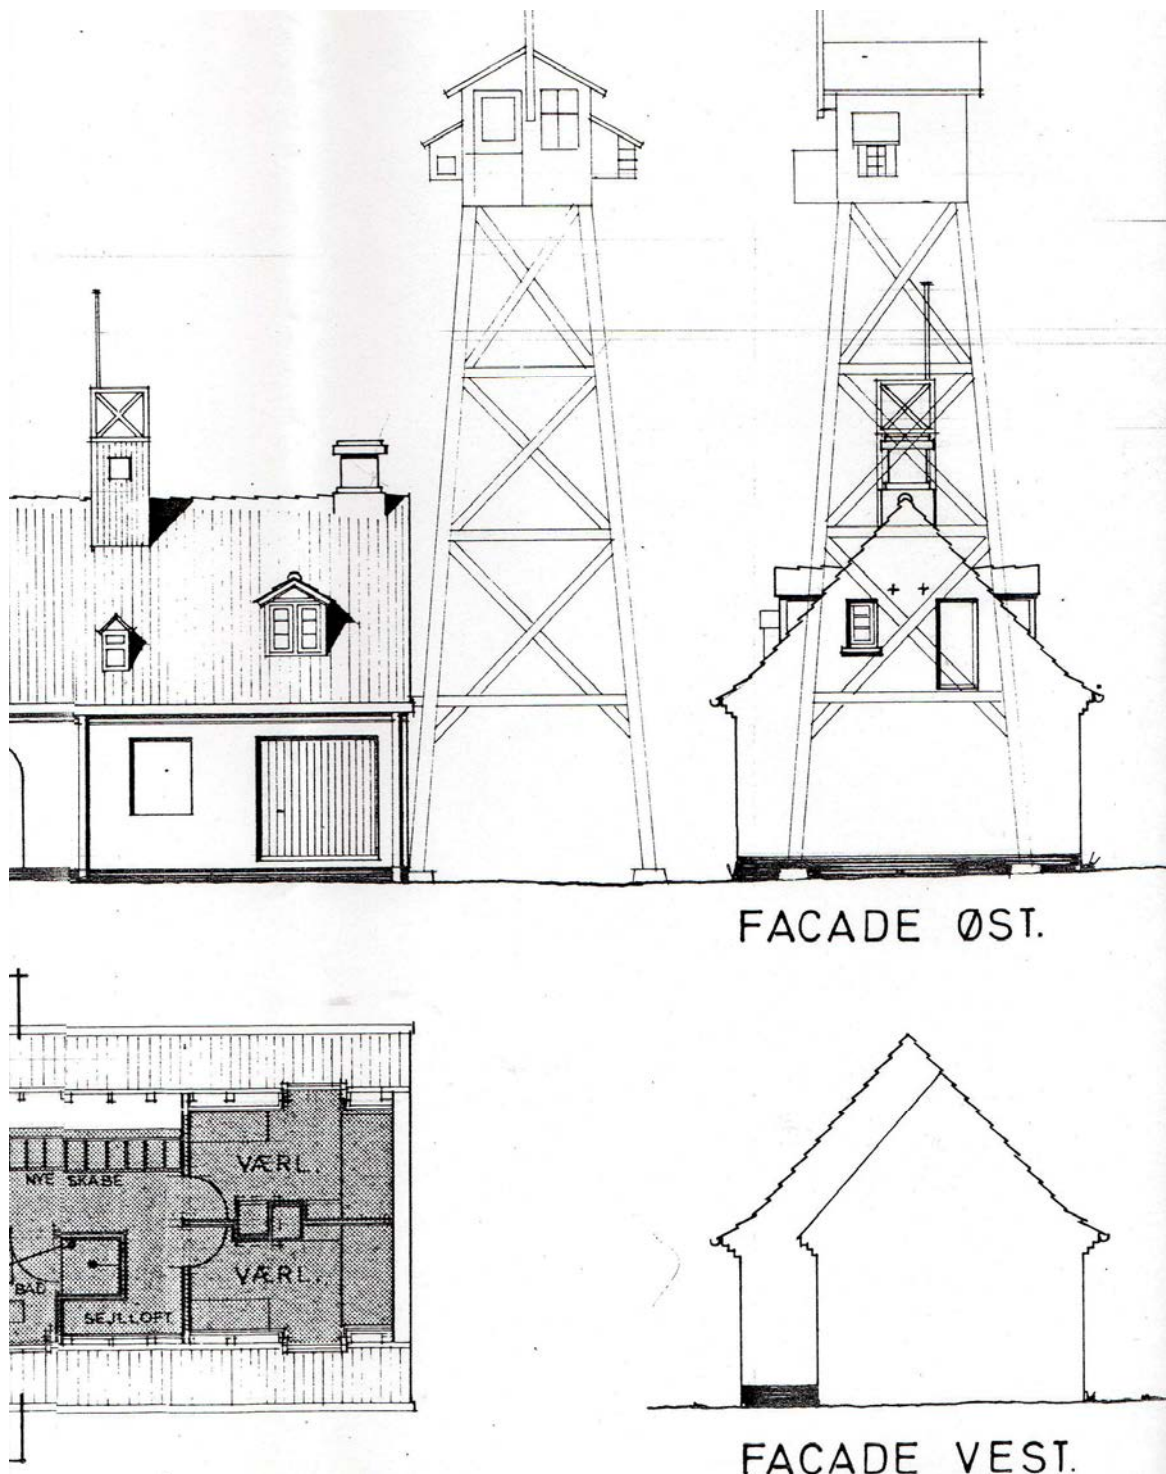 FACADE ØST.
VÆRL.
NYE SKABE
VÆRL.
BAD
SEJLLOFT
FACADE VEST.